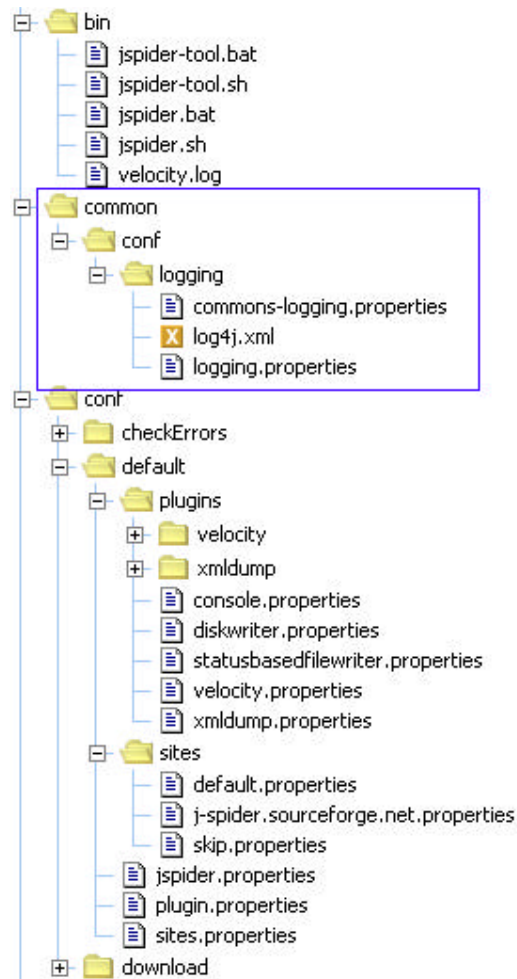 bin
jspider-tool.bat
jspider-tool.sh
jspider.bat
jspider.sh
velocity.log
common
conf
logging
commons-logging.properties
log4j.xml
logging.properties
conf
checkErrors
default
plugins
velocity
xmldump
console.properties
diskwriter.properties
statusbasedfilewriter.properties
velocity.properties
xmldump.properties
sites
default.properties
j-spider.sourceforge.net.properties
skip.properties
jspider.properties
plugin.properties
sites.properties
download